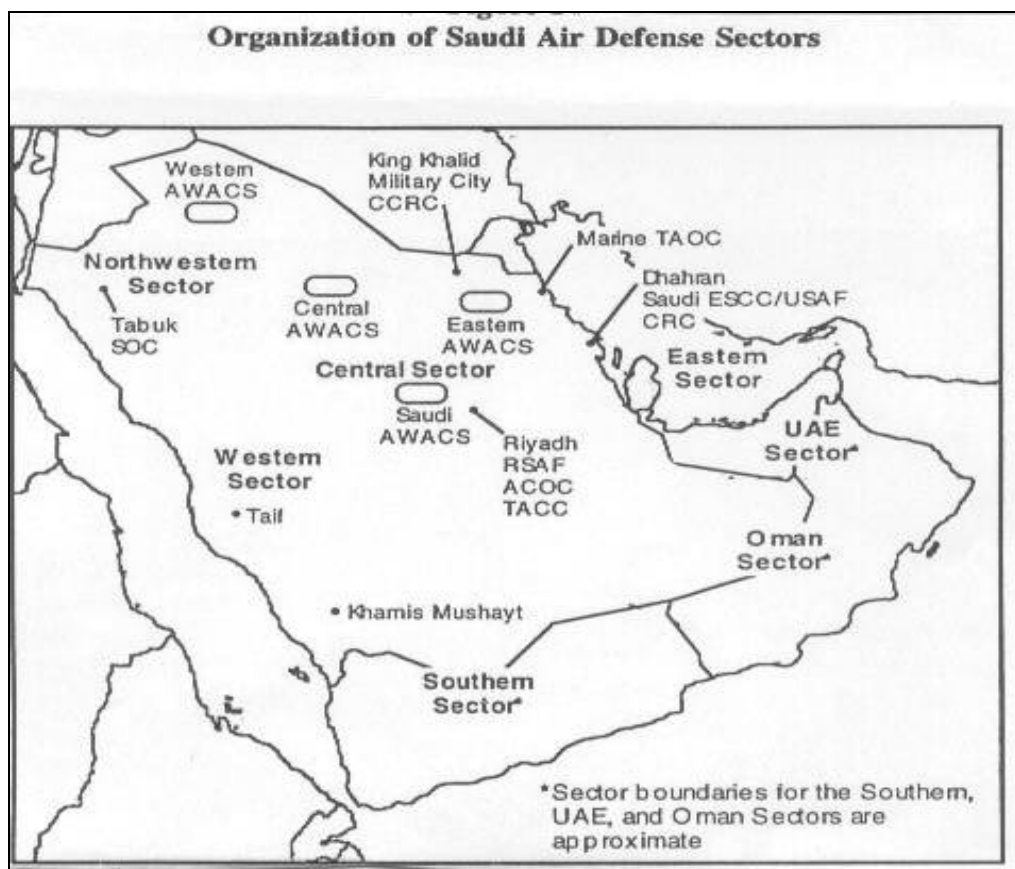 Organization of Saudi Air Defense Sectors
Western
AWACS
King Khalid
Military City
CCRC
Marine TAOC
Northwestern
Sector
Dhahran
Saudi ESCC/USAF
CRC
Tabuk
SOC
Central
AWACS
Eastern
AWACS
Eastern
Sector
Central Sector
Saudi
AWACS
Riyadh
RSAF
ACOC
TACC
UAE
Sector*
Western
Sector
Taif
Oman
Sector*
Khamis Mushayt
Southern
Sector*
*Sector boundaries for the Southern,
UAE, and Oman Sectors are
approximate